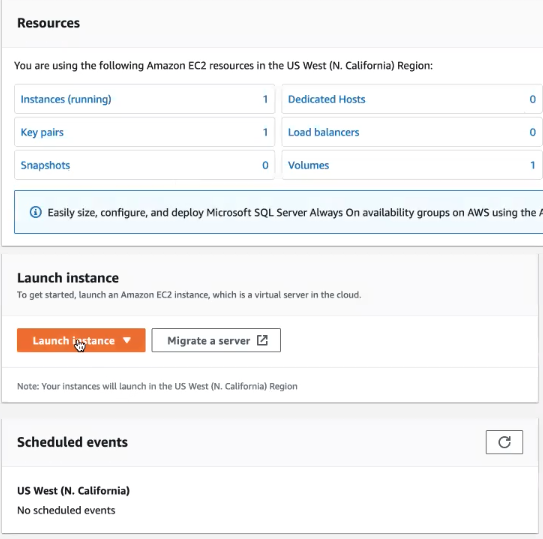 Resources
You are using the following Amazon EC2 resources in the US West (N. California) Region:
Instances (running) 1 Dedicated Hosts 0
Key pairs 1 Load balancers 0
Snapshots 0 Volumes 1
Easily size, configure, and deploy Microsoft SQL Server Always On availability groups on AWS using the
Launch instance
To get started, launch an Amazon EC2 instance, which is a virtual server in the cloud.
Launch instance Migrate a server
Note: Your instances will launch in the US West (N. California) Region
Scheduled events
US West (N. California)
No scheduled events